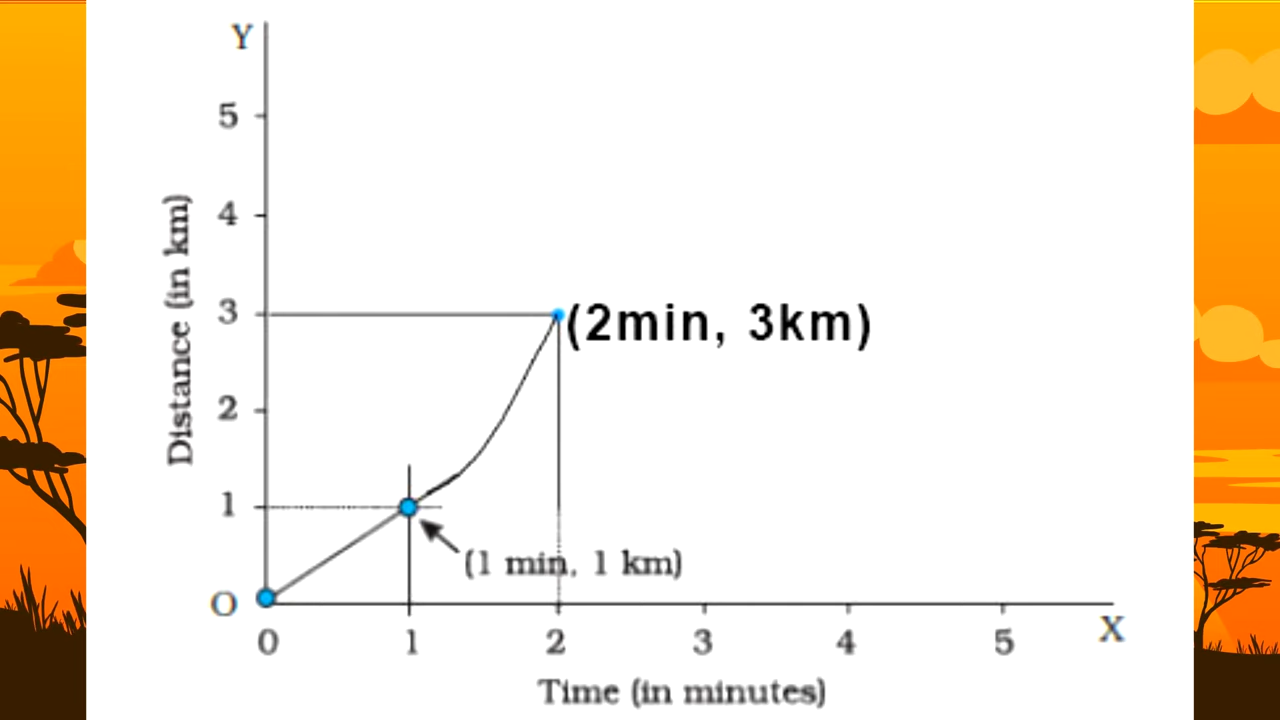 Y
5
4
3
2
1
O
Distance (in km)
(2min, 3km)
(1 min, 1 km)
0 1 2 3 4 5
X
Time (in minutes)